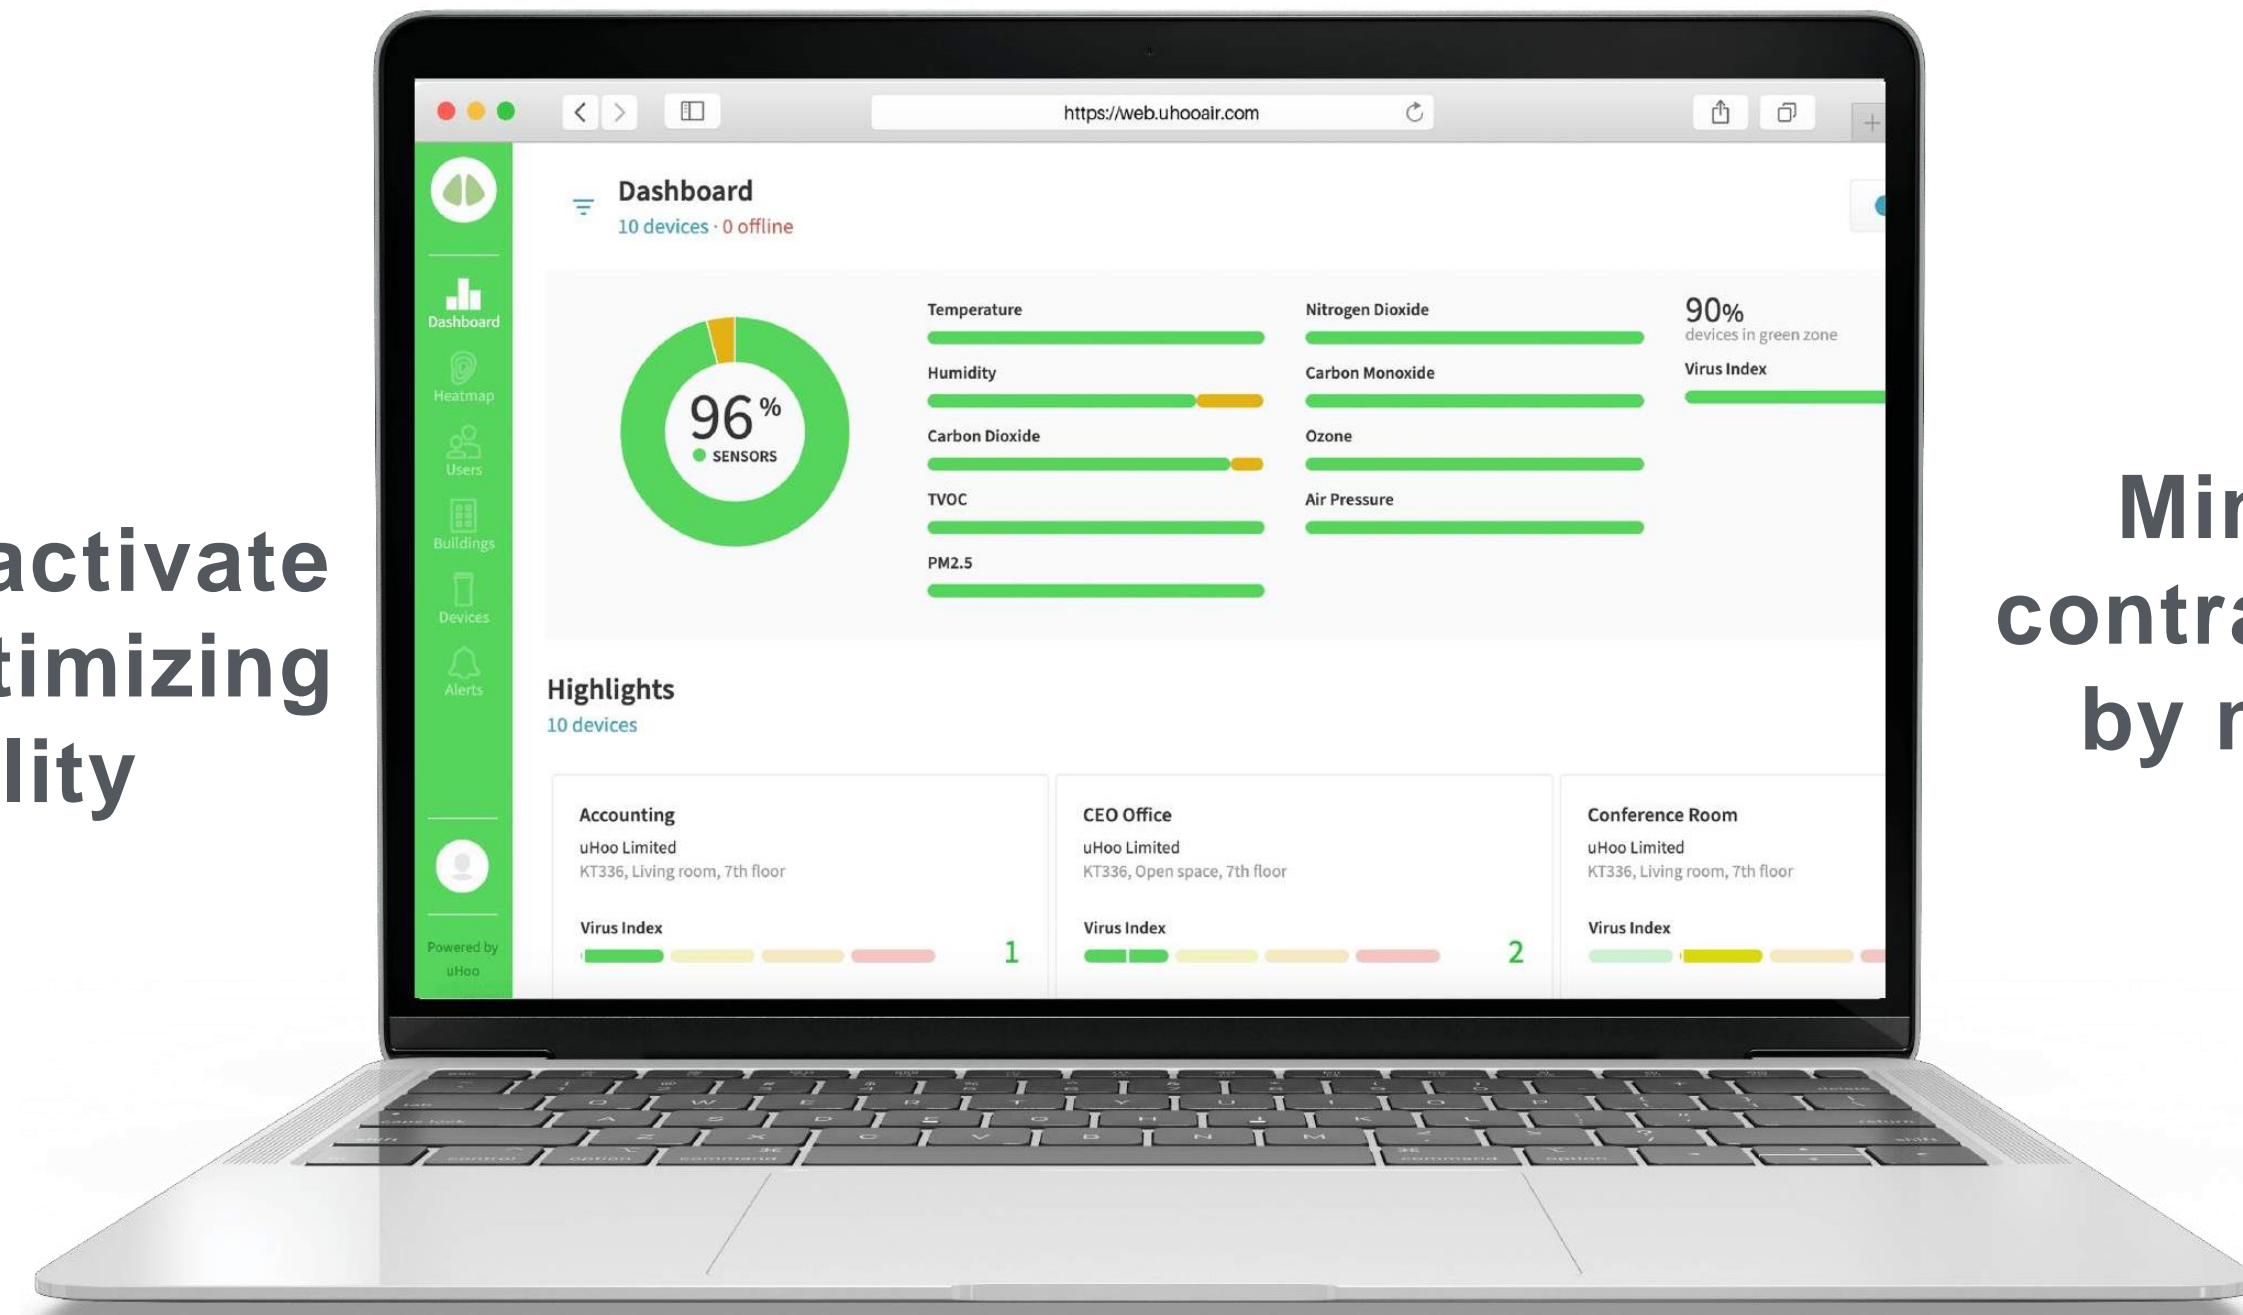 https://web.uhooair.com
Dashboard
10 devices · 0 offline
Dashboard
Heatmap
Users
Buildings
Devices
Alerts
Powered by
uHoo
96%
SENSORS
Temperature
Humidity
Carbon Dioxide
TVOC
PM2.5
Nitrogen Dioxide
Carbon Monoxide
Ozone
Air Pressure
90%
devices in green zone
Virus Index
Highlights
10 devices
Accounting
uHoo Limited
KT336, Living room, 7th floor
Virus Index
1
CEO Office
uHoo Limited
KT336, Open space, 7th floor
Virus Index
2
Conference Room
uHoo Limited
KT336, Living room, 7th floor
Virus Index
activate
timizing
lity
Min
contra
by